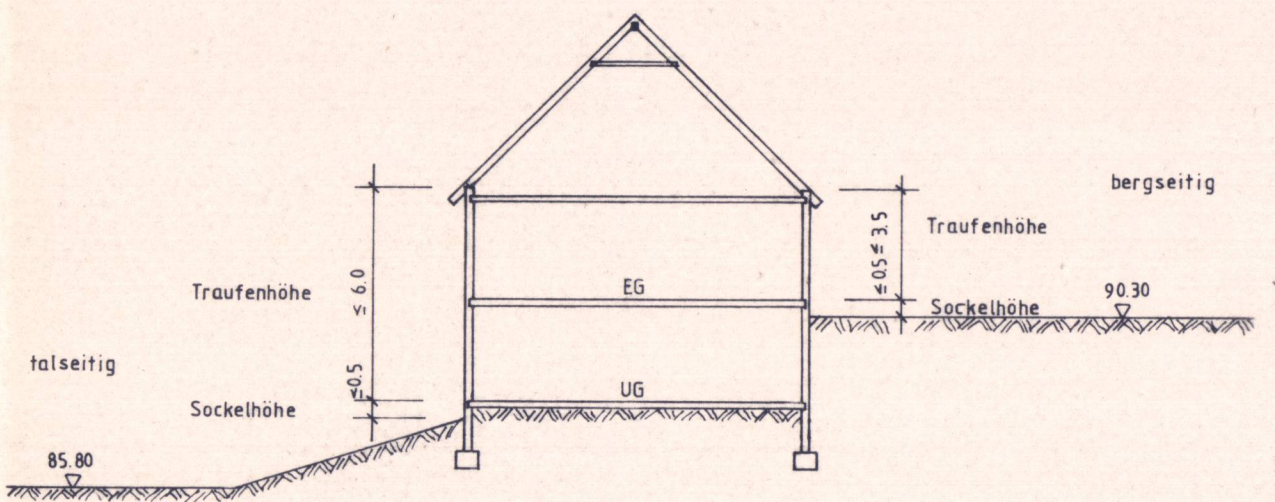 bergseitig
Traufenhöhe
≤ 3.5
≤ 0.5
EG
Traufenhöhe
≤ 6.0
90.30
Sockelhöhe
talseitig
≤0.5
UG
Sockelhöhe
85.80